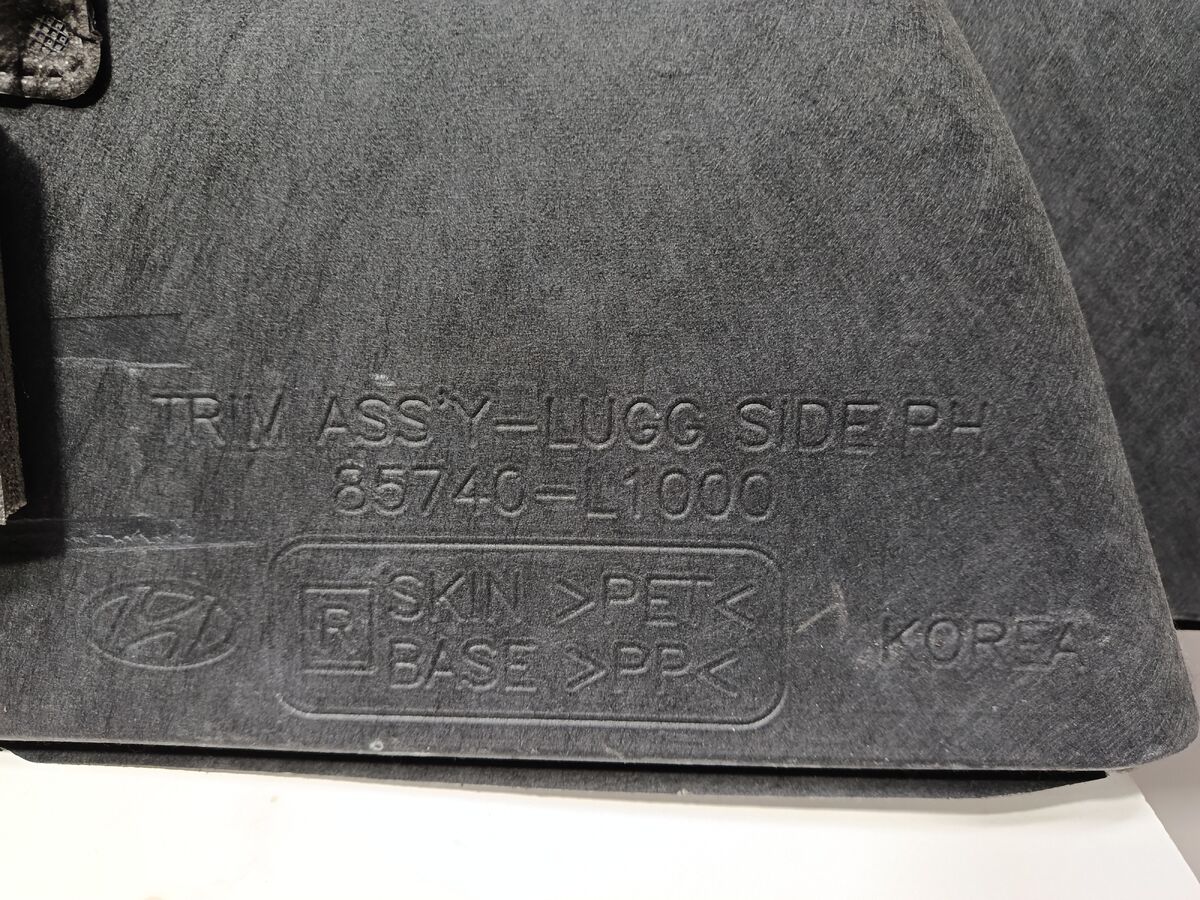 TRIM ASS'Y-LUGG SIDE RH
85740-L1000
R
SKIN >PET<
BASE >PP<
KOREA